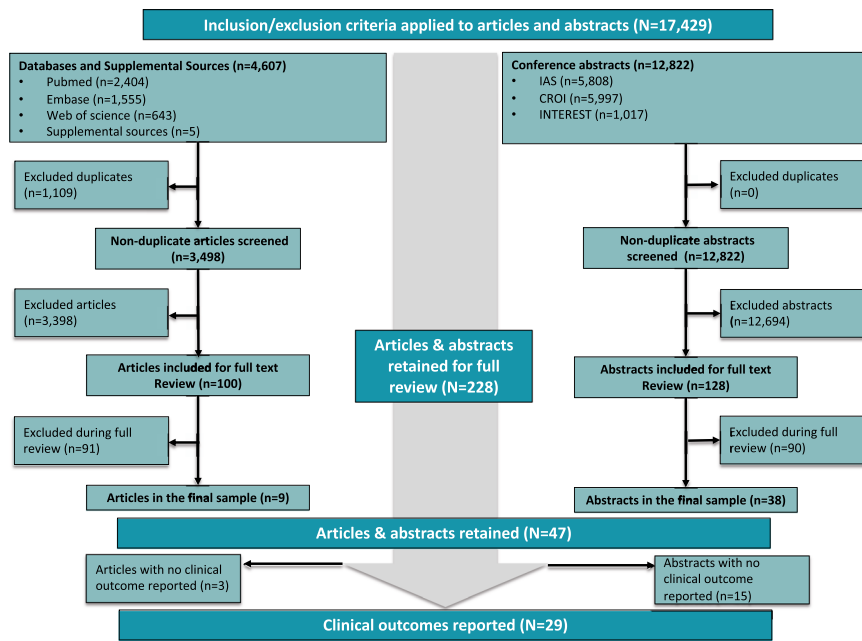 Inclusion/exclusion criteria applied to articles and abstracts (N=17,429)
Databases and Supplemental Sources (n=4,607)
• Pubmed (n=2,404)
• Embase (n=1,555)
• Web of science (n=643)
• Supplemental sources (n=5)
Conference abstracts (n=12,822)
• IAS (n=5,808)
• CROI (n=5,997)
• INTEREST (n=1,017)
Excluded duplicates
(n=1,109)
Excluded duplicates
(n=0)
Non-duplicate articles screened
(n=3,498)
Non-duplicate abstracts
screened (n=12,822)
Excluded articles
(n=3,398)
Excluded abstracts
(n=12,694)
Articles & abstracts
retained for full
review (N=228)
Articles included for full text
Review (n=100)
Abstracts included for full text
Review (n=128)
Excluded during full
review (n=91)
Excluded during full
review (n=90)
Articles in the final sample (n=9)
Abstracts in the final sample (n=38)
Articles & abstracts retained (N=47)
Articles with no clinical
outcome reported (n=3)
Abstracts with no
clinical outcome
reported (n=15)
Clinical outcomes reported (N=29)